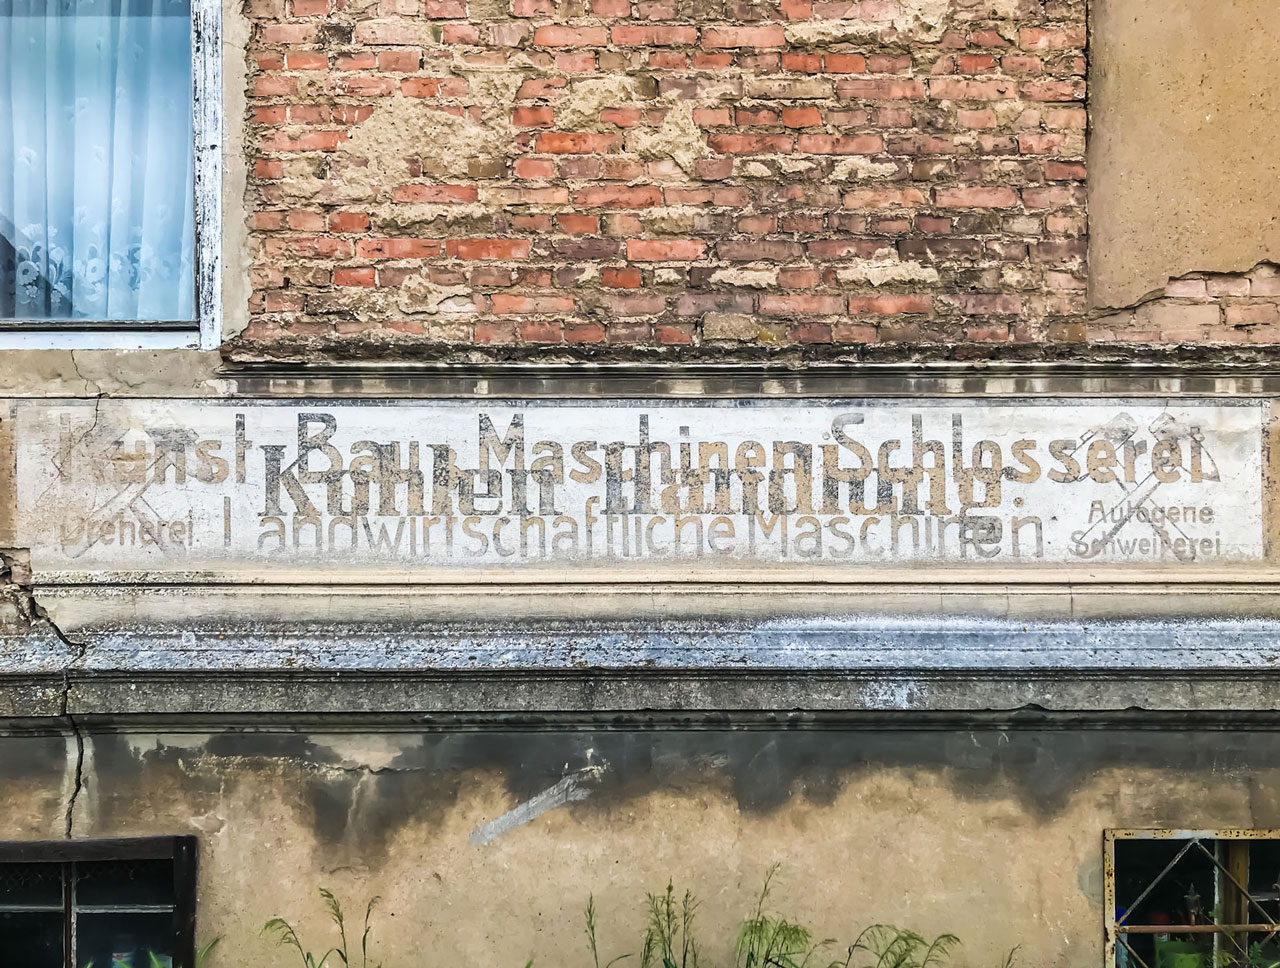 Kunst Bau Maschinen Schlosserei
Kohlen Handlung
Dreherei Landwirtschaftliche Maschinen Autogene
Schweisserei